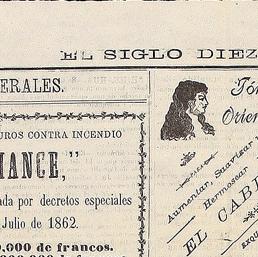 EL SIGLO DIEZ
ERALES.
UROS CONTRA INCENDIO
IANCE,"
ada por decretos especiales
Julio de 1862.
0,000 de francos.
Tón
Orien
Aumentar, Suavizar
Hermosear
EL CABE